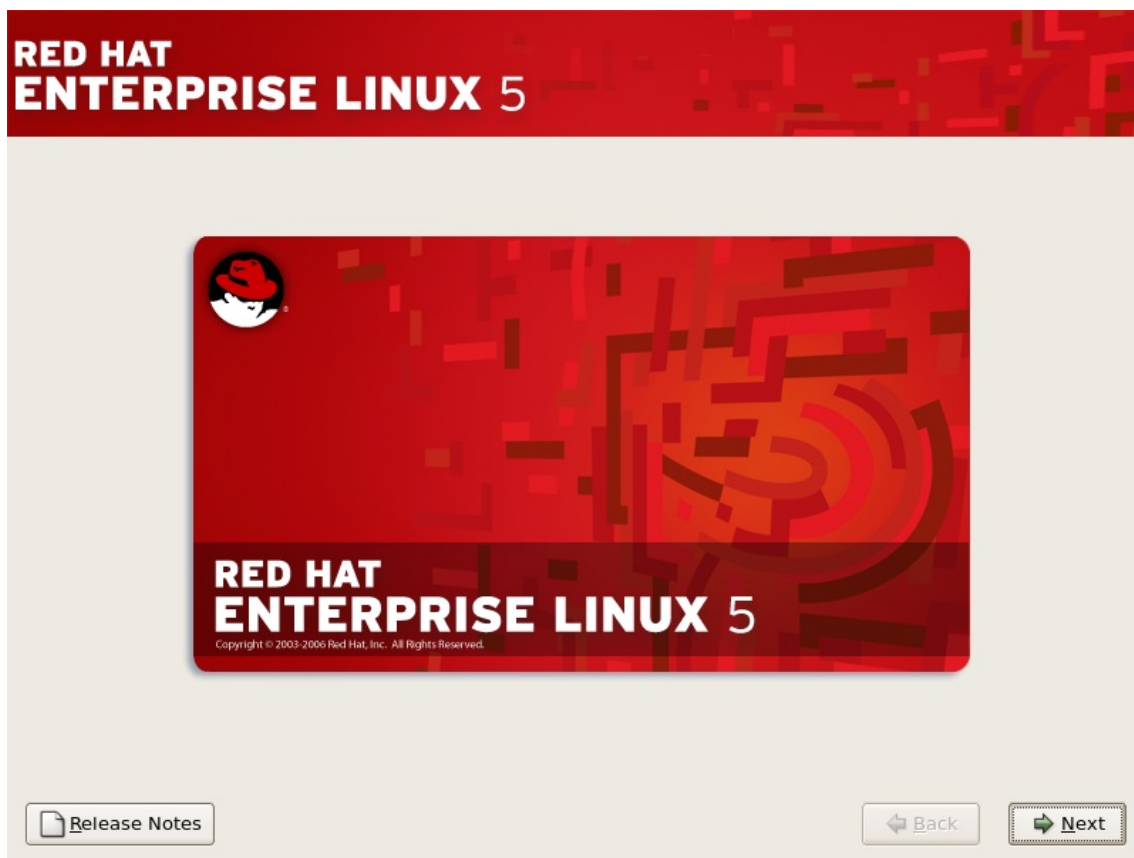 RED HAT
ENTERPRISE LINUX 5
RED HAT
ENTERPRISE LINUX 5
Copyright © 2003-2006 Red Hat, Inc. All Rights Reserved.
Release Notes
Back
Next